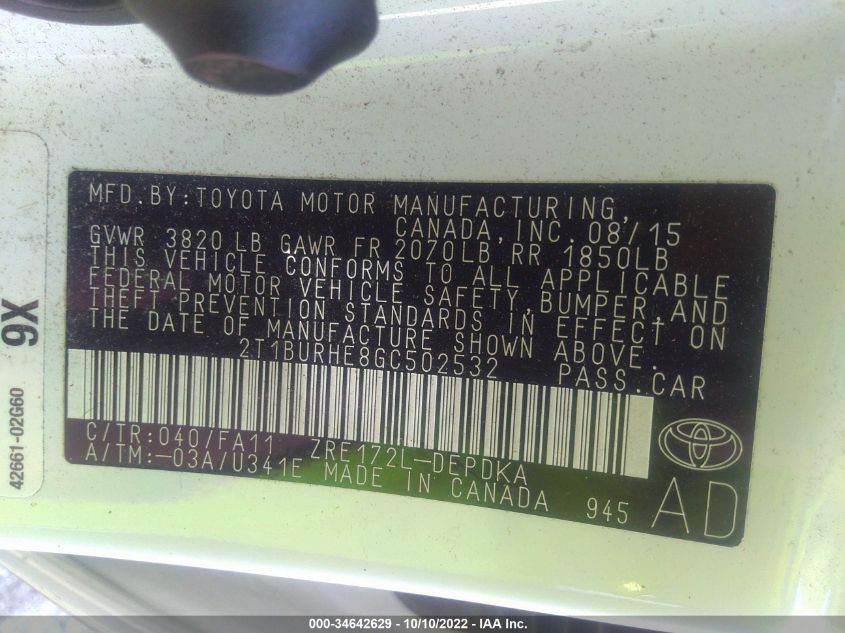 MFD. BY: TOYOTA MOTOR MANUFACTURING,
CANADA, INC. 08/15
GVWR 3820 LB GAWR FR 2070LB RR 1850LB
THIS VEHICLE CONFORMS TO ALL APPLICABLE
FEDERAL MOTOR VEHICLE SAFETY, BUMPER, AND
THEFT PREVENTION STANDARDS IN EFFECT ON
THE DATE OF MANUFACTURE SHOWN ABOVE.
2T1BURHE8GC502532 PASS. CAR
C/TR: 040/FA11 ZRE172L-DEPDKA
A/TM: -03A/U341E MADE IN CANADA 945 AD
9X
42661-02G60
000-34642629 - 10/10/2022 - IAA Inc.